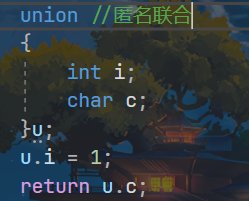 union //匿名联合
{
    int i;
    char c;
}u;
u.i = 1;
return u.c;